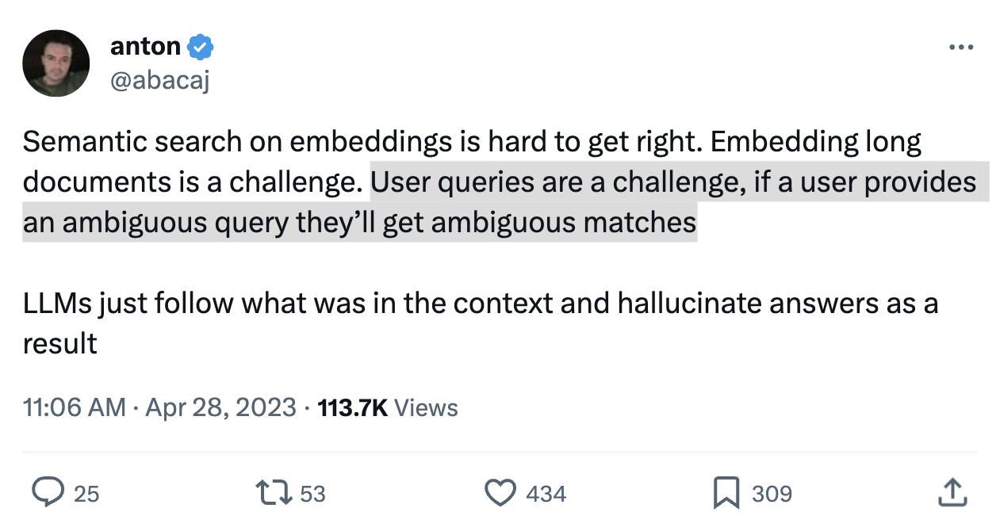 anton
@abacaj
Semantic search on embeddings is hard to get right. Embedding long
documents is a challenge. User queries are a challenge, if a user provides
an ambiguous query they’ll get ambiguous matches
LLMs just follow what was in the context and hallucinate answers as a
result
11:06 AM · Apr 28, 2023 · 113.7K Views
25 53 434 309